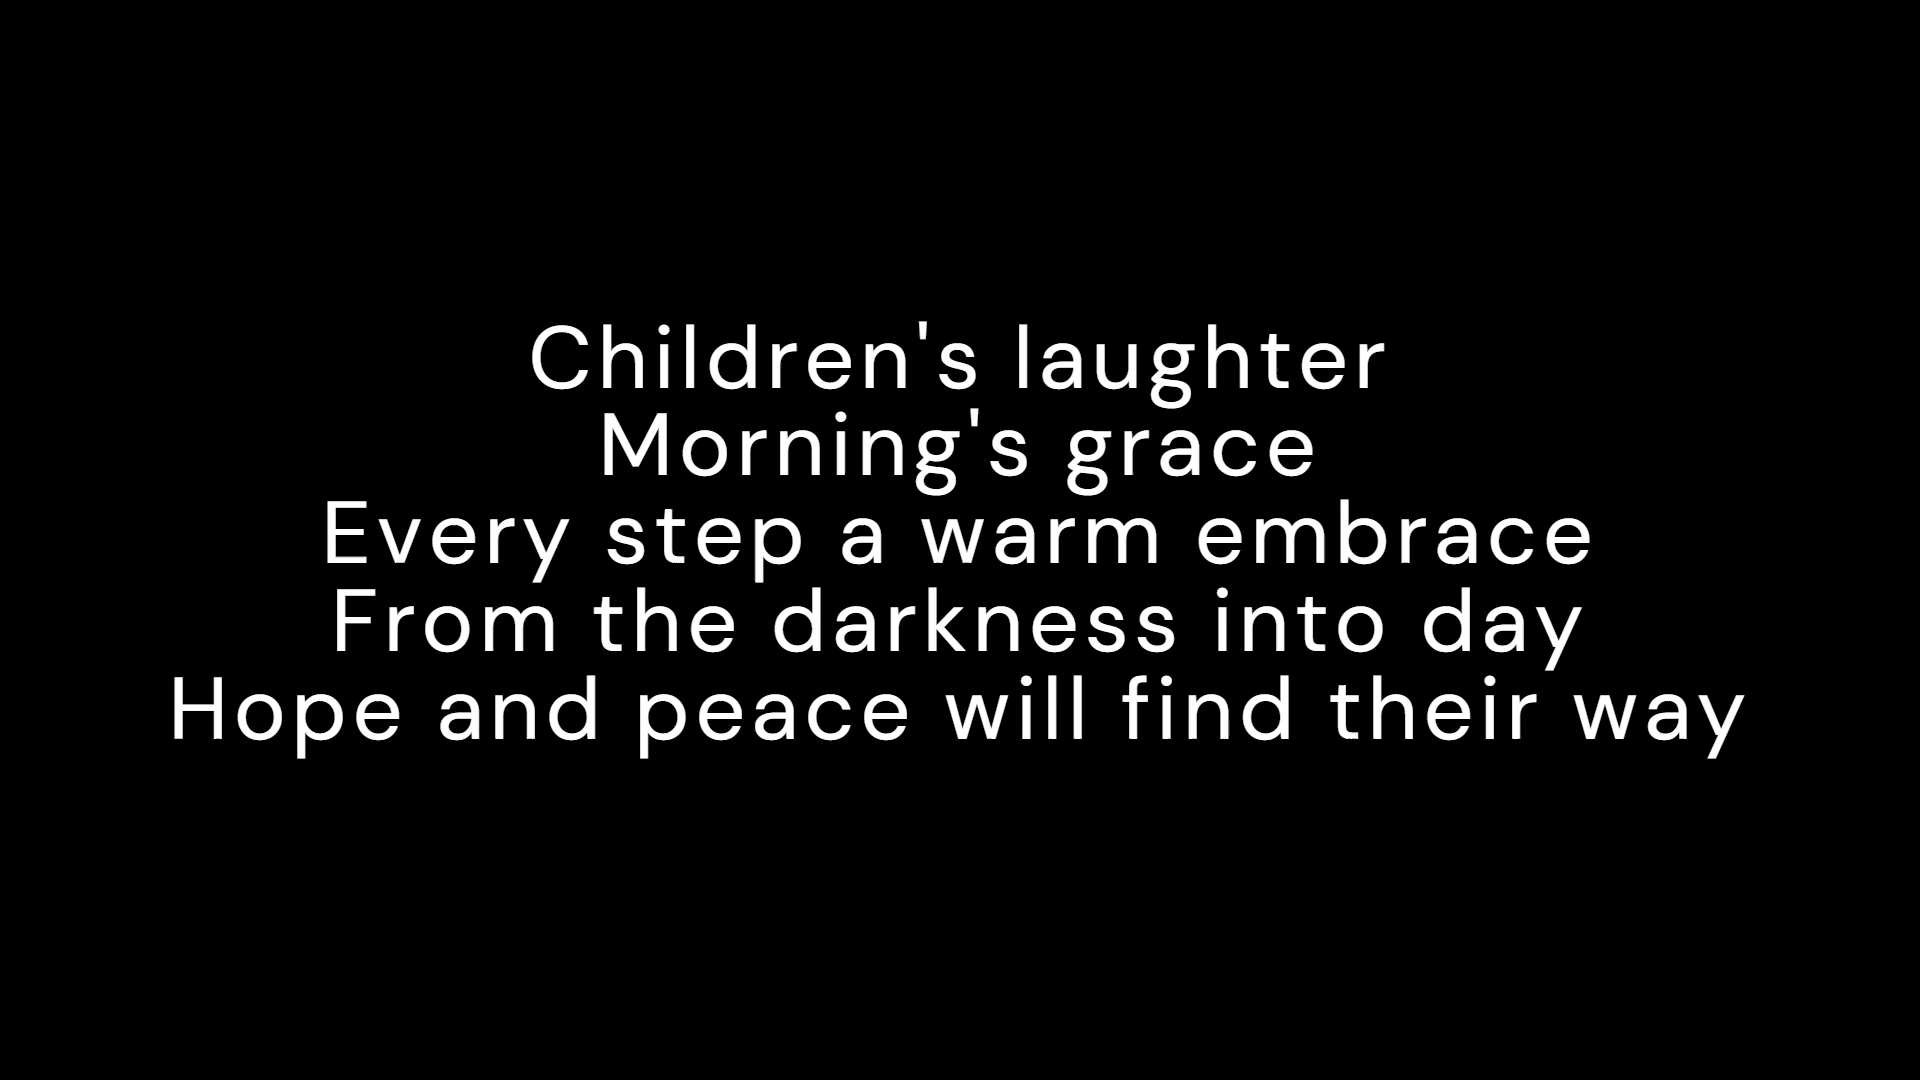 Children's laughter
Morning's grace
Every step a warm embrace
From the darkness into day
Hope and peace will find their way